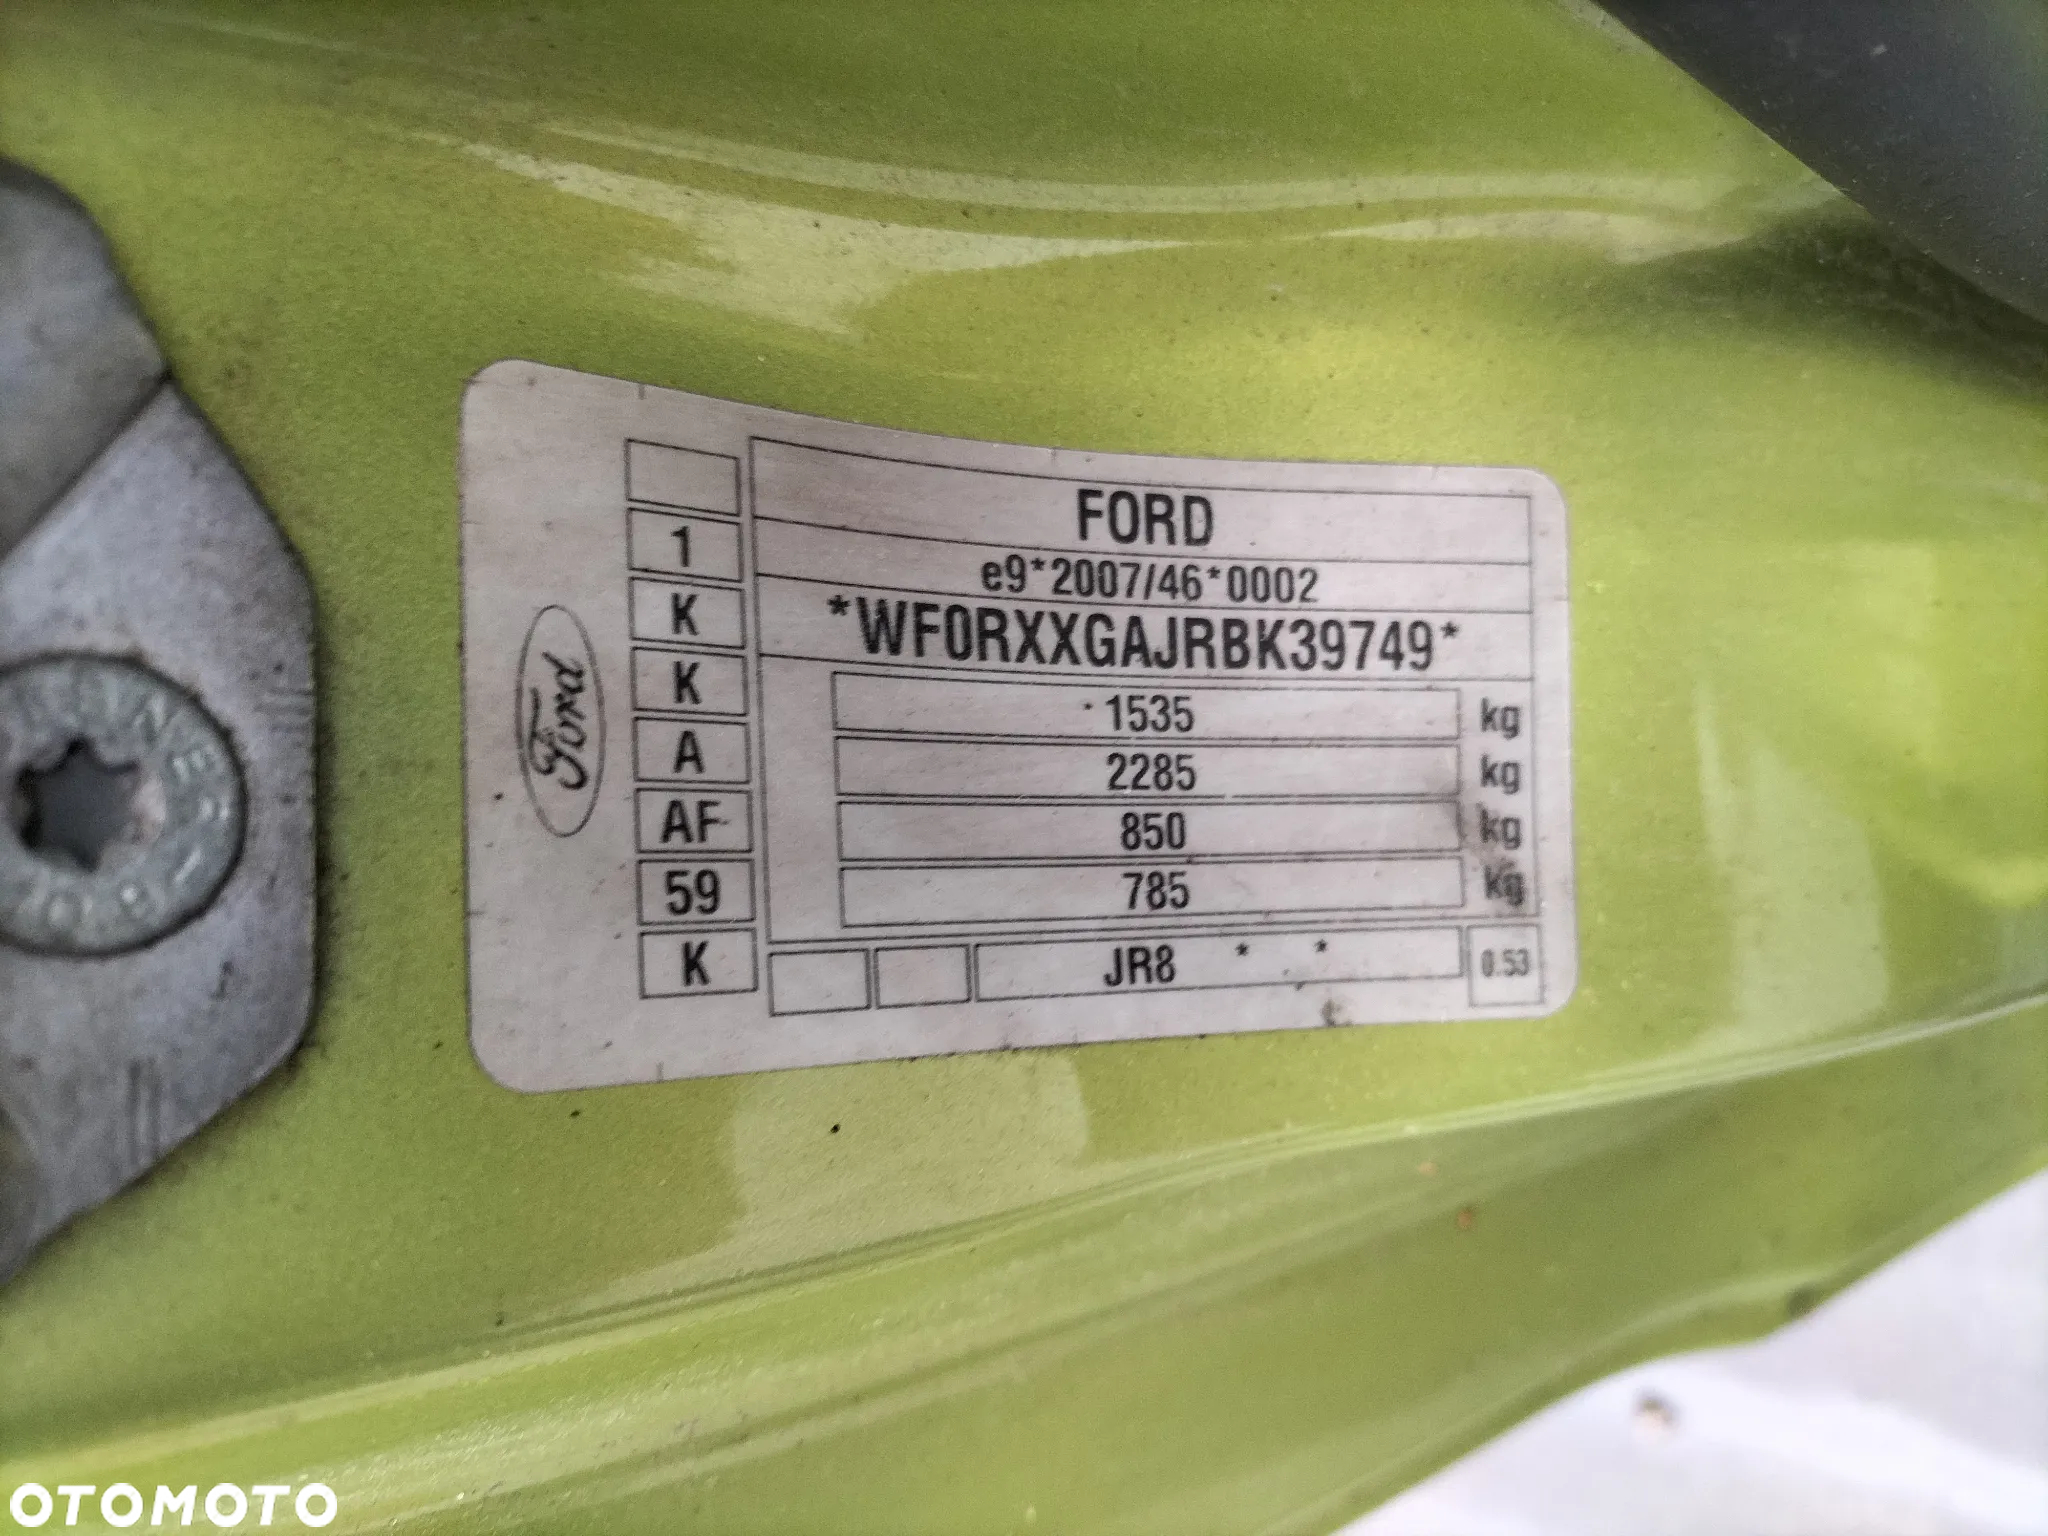 FORD
e9*2007/46*0002
*WF0RXXGAJRBK39749*
1535 kg
2285 kg
850 kg
785 kg
JR8 * *
0.53
1
K
K
A
AF
59
K
Ford
OTOMOTO